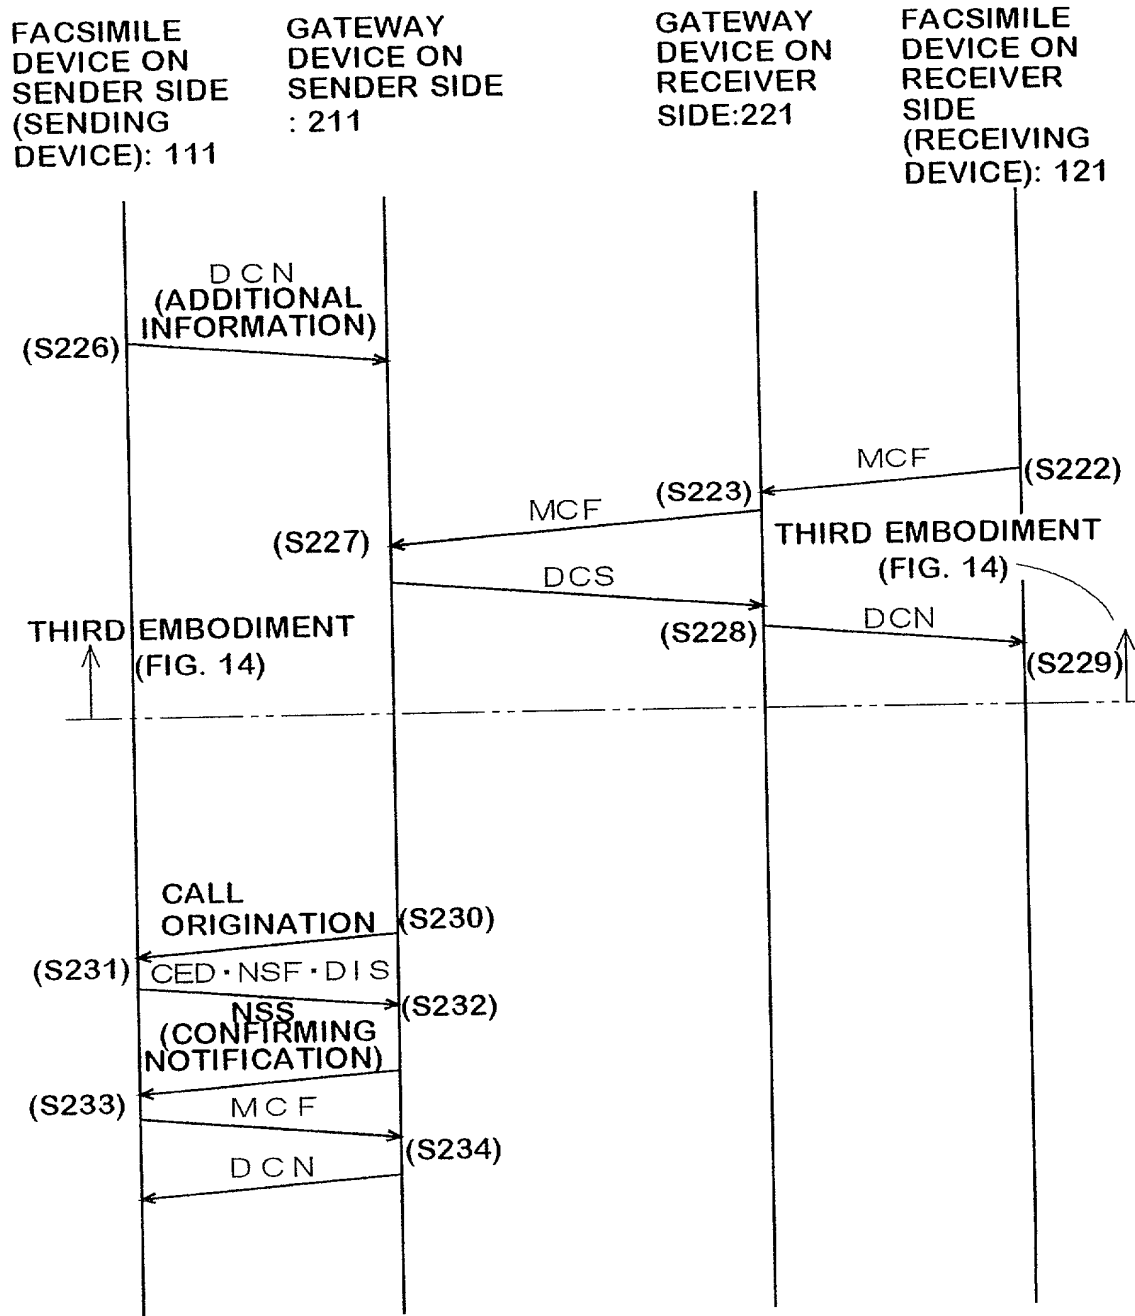 FACSIMILE
DEVICE ON
SENDER SIDE
(SENDING
DEVICE): 111
GATEWAY
DEVICE ON
SENDER SIDE
: 211
GATEWAY
DEVICE ON
RECEIVER
SIDE:221
FACSIMILE
DEVICE ON
RECEIVER
SIDE
(RECEIVING
DEVICE): 121
DCN
(ADDITIONAL
INFORMATION)
(S226)
MCF
(S222)
(S223)
MCF
(S227)
THIRD EMBODIMENT
(FIG. 14)
DCS
(S228)
DCN
(S229)
THIRD EMBODIMENT
(FIG. 14)
CALL
ORIGINATION
(S230)
(S231)
CED・NSF・DIS
(S232)
NSS
(CONFIRMING
NOTIFICATION)
(S233)
MCF
(S234)
DCN